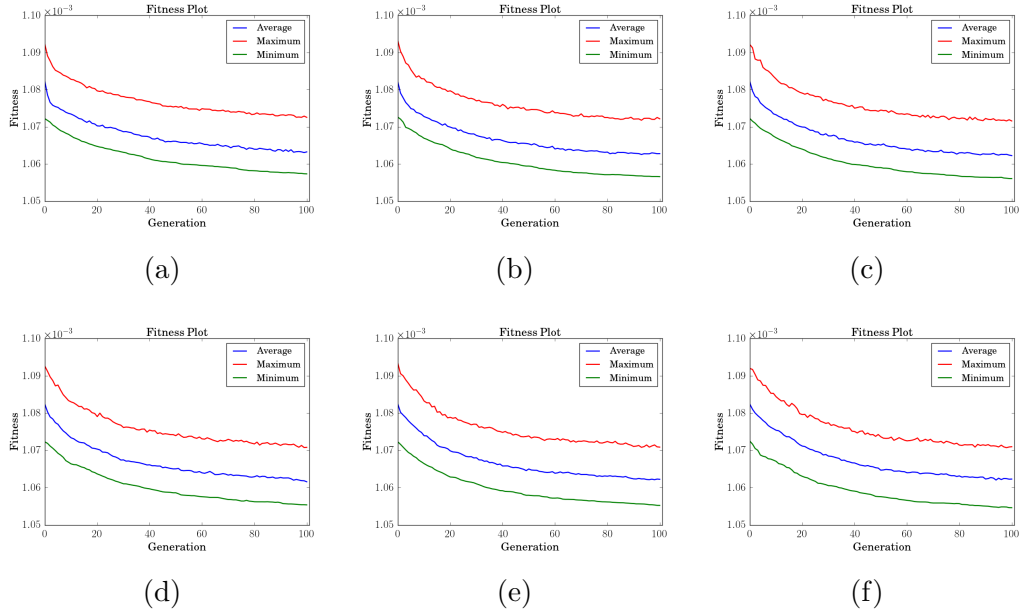 Fitness Plot
×10−3
1.10
1.09
1.08
1.07
1.06
1.05
Fitness
Average
Maximum
Minimum
0 20 40 60 80 100
Generation
(a)
Fitness Plot
×10−3
1.10
1.09
1.08
1.07
1.06
1.05
Fitness
Average
Maximum
Minimum
0 20 40 60 80 100
Generation
(b)
Fitness Plot
×10−3
1.10
1.09
1.08
1.07
1.06
1.05
Fitness
Average
Maximum
Minimum
0 20 40 60 80 100
Generation
(c)
Fitness Plot
×10−3
1.10
1.09
1.08
1.07
1.06
1.05
Fitness
Average
Maximum
Minimum
0 20 40 60 80 100
Generation
(d)
Fitness Plot
×10−3
1.10
1.09
1.08
1.07
1.06
1.05
Fitness
Average
Maximum
Minimum
0 20 40 60 80 100
Generation
(e)
Fitness Plot
×10−3
1.10
1.09
1.08
1.07
1.06
1.05
Fitness
Average
Maximum
Minimum
0 20 40 60 80 100
Generation
(f)